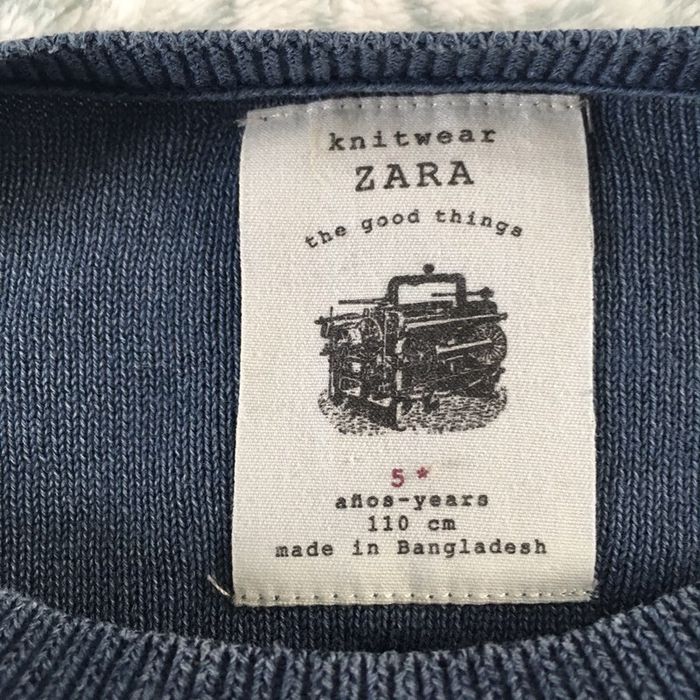 knitwear
ZARA
the good things
5 *
años-years
110 cm
made in Bangladesh